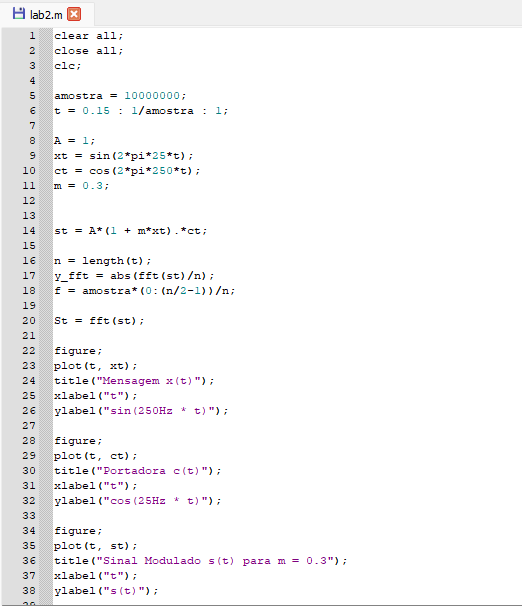 lab2.m
1 clear all;
2 close all;
3 clc;
4
5 amostra = 10000000;
6 t = 0.15 : 1/amostra : 1;
7
8 A = 1;
9 xt = sin(2*pi*25*t);
10 ct = cos(2*pi*250*t);
11 m = 0.3;
12
13
14 st = A*(1 + m*xt).*ct;
15
16 n = length(t);
17 y_fft = abs(fft(st)/n);
18 f = amostra*(0:(n/2-1))/n;
19
20 St = fft(st);
21
22 figure;
23 plot(t, xt);
24 title("Mensagem x(t)");
25 xlabel("t");
26 ylabel("sin(250Hz * t)");
27
28 figure;
29 plot(t, ct);
30 title("Portadora c(t)");
31 xlabel("t");
32 ylabel("cos(25Hz * t)");
33
34 figure;
35 plot(t, st);
36 title("Sinal Modulado s(t) para m = 0.3");
37 xlabel("t");
38 ylabel("s(t)");